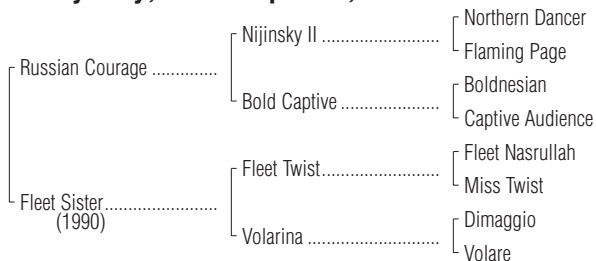 Northern Dancer
Nijinsky II ..........................
Flaming Page
Russian Courage ..............
Boldnesian
Bold Captive ......................
Captive Audience
Fleet Nasrullah
Fleet Twist..........................
Miss Twist
Fleet Sister........................
(1990)
Dimaggio
Volarina .............................
Volare